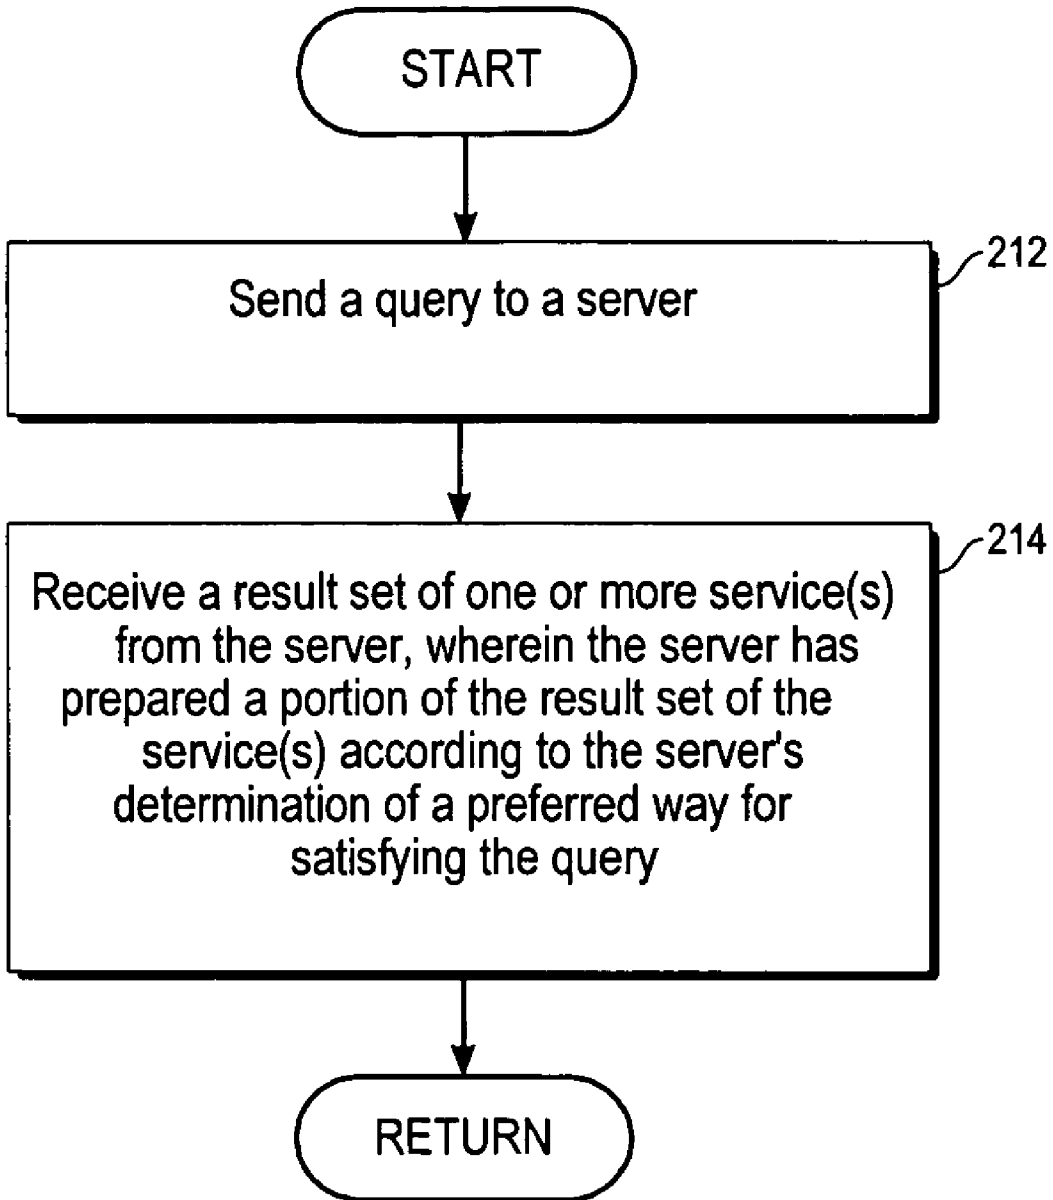 START
212
Send a query to a server
214
Receive a result set of one or more service(s)
from the server, wherein the server has
prepared a portion of the result set of the
service(s) according to the server's
determination of a preferred way for
satisfying the query
RETURN